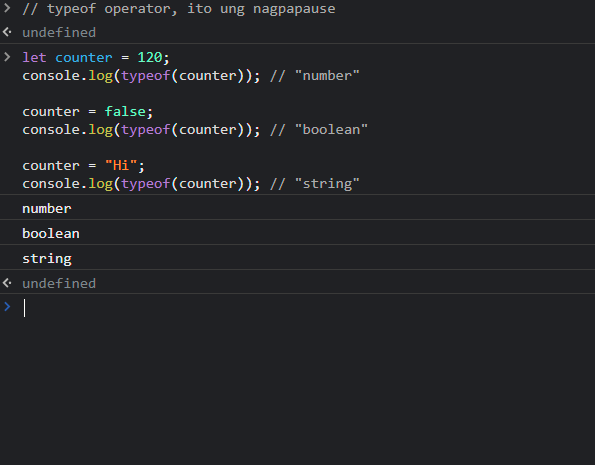 // typeof operator, ito ung nagpapause
undefined
let counter = 120;
console.log(typeof(counter)); // "number"
counter = false;
console.log(typeof(counter)); // "boolean"
counter = "Hi";
console.log(typeof(counter)); // "string"
number
boolean
string
undefined